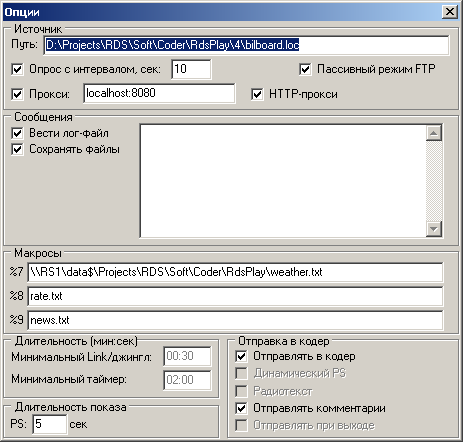 Опции
Источник
Путь: D:\Projects\RDS\Soft\Coder\RdsPlay\4\bilboard.loc
Опрос с интервалом, сек: 10 Пассивный режим FTP
Прокси: localhost:8080 HTTP-прокси
Сообщения
Вести лог-файл
Сохранять файлы
Макросы
%7 \\RS1\data$\Projects\RDS\Soft\Coder\RdsPlay\weather.txt
%8 rate.txt
%9 news.txt
Длительность (мин:сек)
Минимальный Link/джингл: 00:30
Минимальный таймер: 02:00
Длительность показа
PS: 5 сек
Отправка в кодер
Отправлять в кодер
Динамический PS
Радиотекст
Отправлять комментарии
Отправлять при выходе